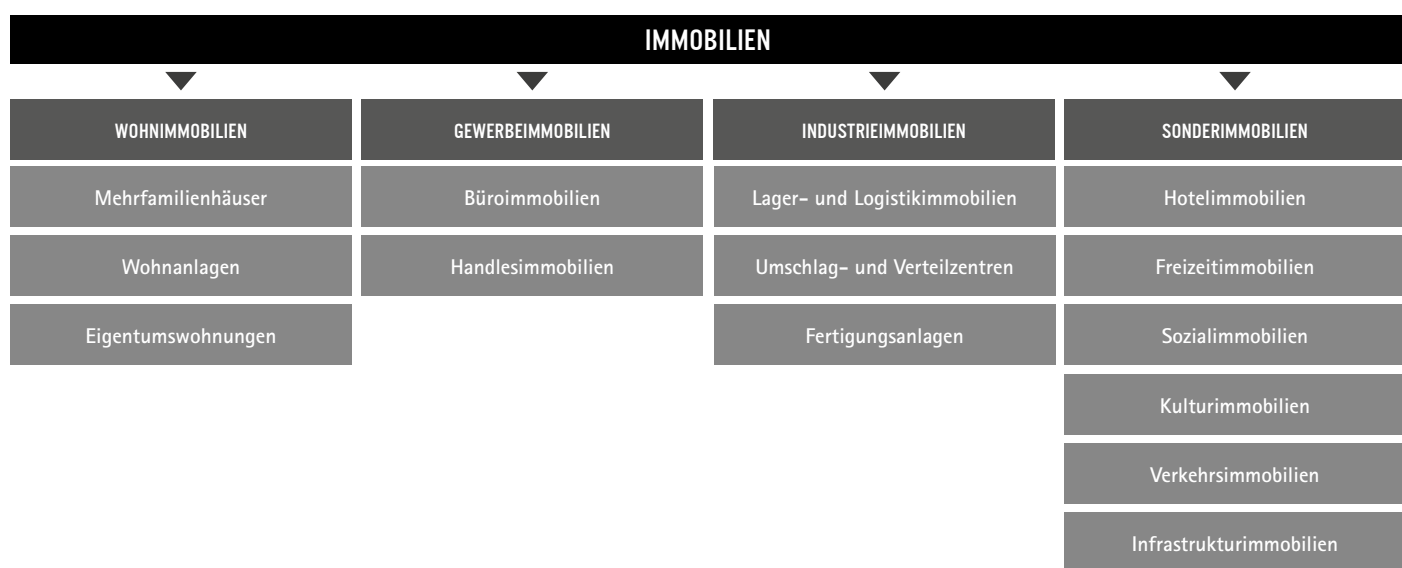 IMMOBILIEN
WOHNIMMOBILIEN
Mehrfamilienhäuser
Wohnanlagen
Eigentumswohnungen
GEWERBEIMMOBILIEN
Büroimmobilien
Handlesimmobilien
INDUSTRIEIMMOBILIEN
Lager- und Logistikimmobilien
Umschlag- und Verteilzentren
Fertigungsanlagen
SONDERIMMOBILIEN
Hotelimmobilien
Freizeitimmobilien
Sozialimmobilien
Kulturimmobilien
Verkehrsimmobilien
Infrastrukturimmobilien